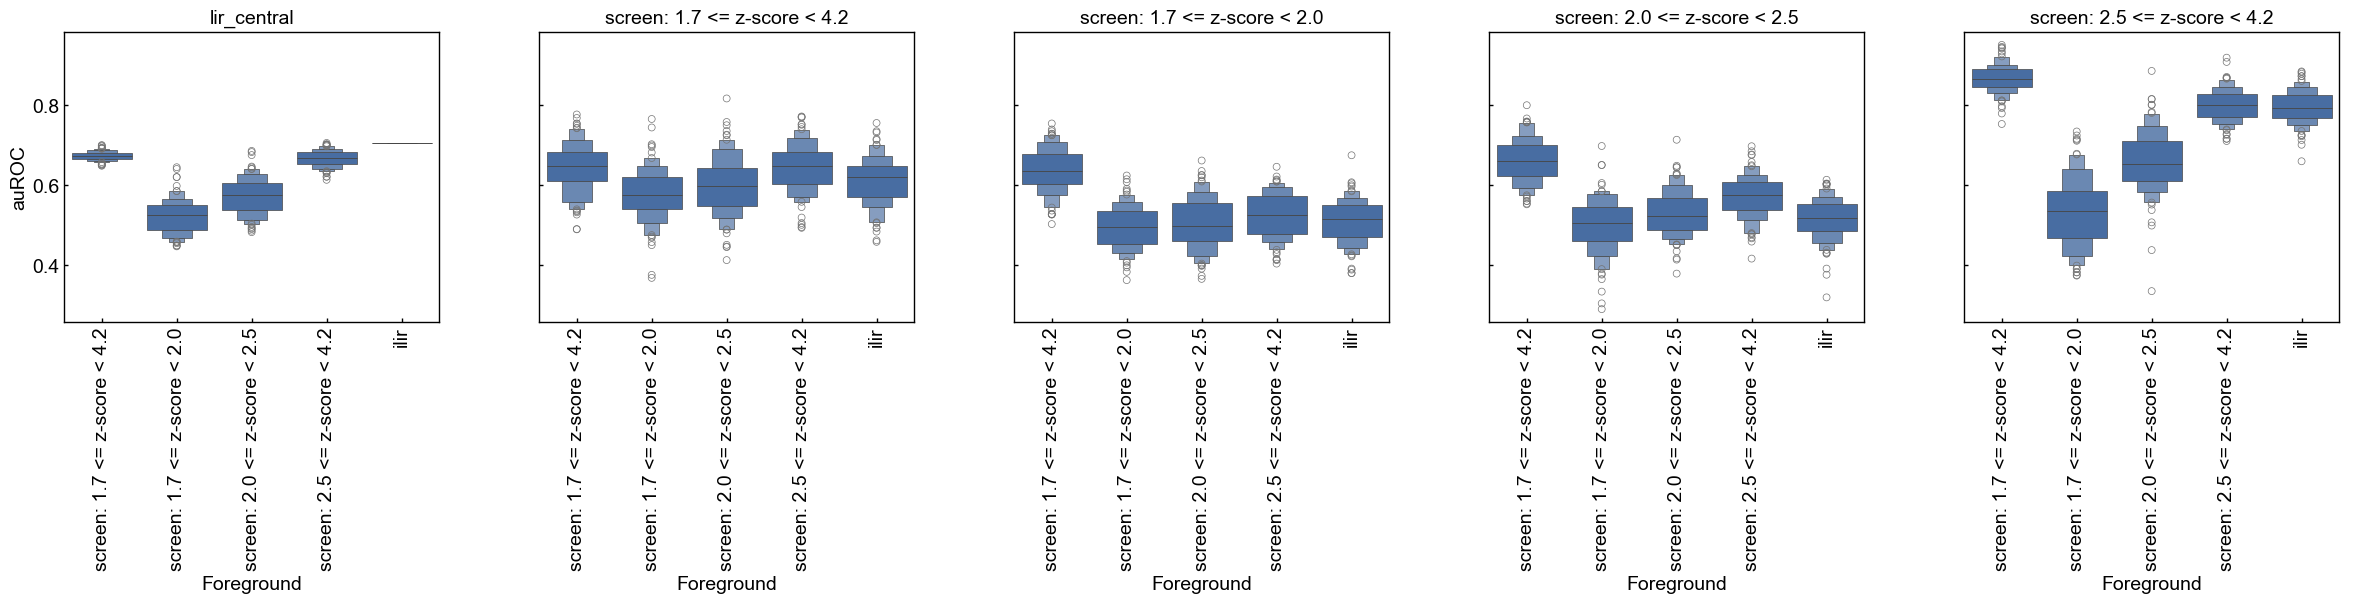 lir_central
screen: 1.7 <= z-score < 4.2
screen: 1.7 <= z-score < 2.0
screen: 2.0 <= z-score < 2.5
screen: 2.5 <= z-score < 4.2
auROC
0.8
0.6
0.4
screen: 1.7 <= z-score < 4.2
screen: 1.7 <= z-score < 2.0
screen: 2.0 <= z-score < 2.5
screen: 2.5 <= z-score < 4.2
ilir
Foreground
screen: 1.7 <= z-score < 4.2
screen: 1.7 <= z-score < 2.0
screen: 2.0 <= z-score < 2.5
screen: 2.5 <= z-score < 4.2
ilir
Foreground
screen: 1.7 <= z-score < 4.2
screen: 1.7 <= z-score < 2.0
screen: 2.0 <= z-score < 2.5
screen: 2.5 <= z-score < 4.2
ilir
Foreground
screen: 1.7 <= z-score < 4.2
screen: 1.7 <= z-score < 2.0
screen: 2.0 <= z-score < 2.5
screen: 2.5 <= z-score < 4.2
ilir
Foreground
screen: 1.7 <= z-score < 4.2
screen: 1.7 <= z-score < 2.0
screen: 2.0 <= z-score < 2.5
screen: 2.5 <= z-score < 4.2
ilir
Foreground